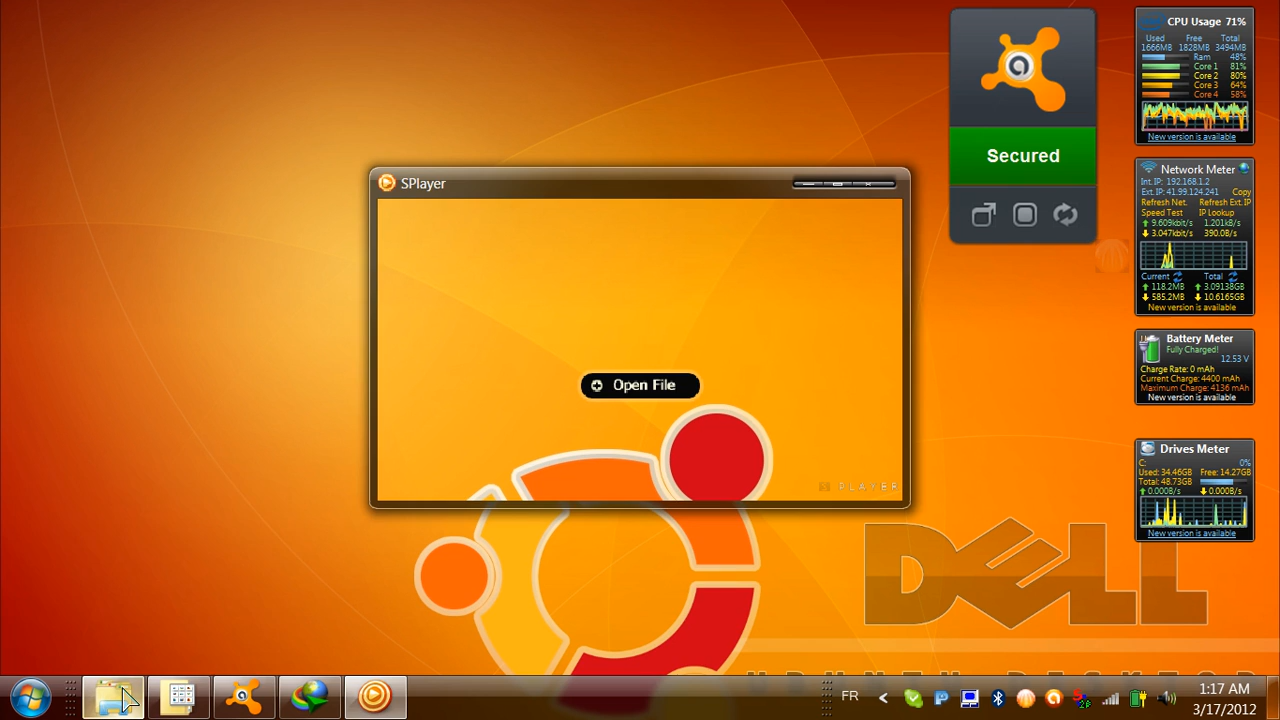 SPlayer
Open File
PLAYER
Secured
CPU Usage 71%
Used Free Total
1666MB 1828MB 3494MB
Ram 48%
Core 1 81%
Core 2 80%
Core 3 64%
Core 4 58%
New version is available
Network Meter
Int. IP: 192.168.1.2
Ext.IP: 41.99.124.241 Copy
Refresh Net. Refresh Ext.IP
Speed Test IP Lookup
9.609kbit/s 1.201kB/s
3.047kbit/s 390.0B/s
Current Total
118.2MB 3.09138GB
585.2MB 10.6165GB
New version is available
Battery Meter
Fully Charged!
12.53 V
Charge Rate: 0 mAh
Current Charge: 4400 mAh
Maximum Charge: 4136 mAh
New version is available
Drives Meter
C: 0%
Used: 34.46GB Free: 14.27GB
Total: 48.73GB
0.000B/s 0.000B/s
New version is available
DELL
FR
1:17 AM
3/17/2012